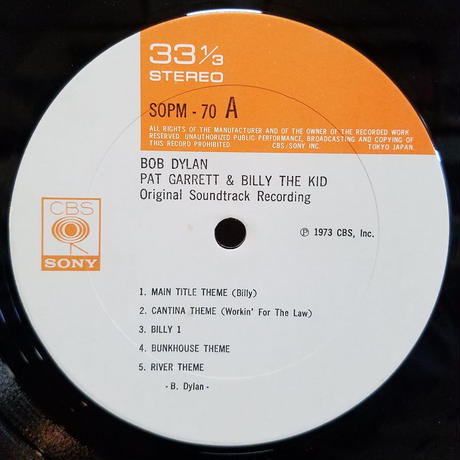 33 1/3
STEREO
SOPM - 70 A
ALL RIGHTS OF THE MANUFACTURER AND OF THE OWNER OF THE RECORDED WORK
RESERVED. UNAUTHORIZED PUBLIC PERFORMANCE, BROADCASTING AND COPYING OF
THIS RECORD PROHIBITED. CBS/SONY INC. TOKYO JAPAN.
BOB DYLAN
PAT GARRETT & BILLY THE KID
Original Soundtrack Recording
CBS
SONY
℗ 1973 CBS, Inc.
1. MAIN TITLE THEME (Billy)
2. CANTINA THEME (Workin' For The Law)
3. BILLY 1
4. BUNKHOUSE THEME
5. RIVER THEME
- B. Dylan -